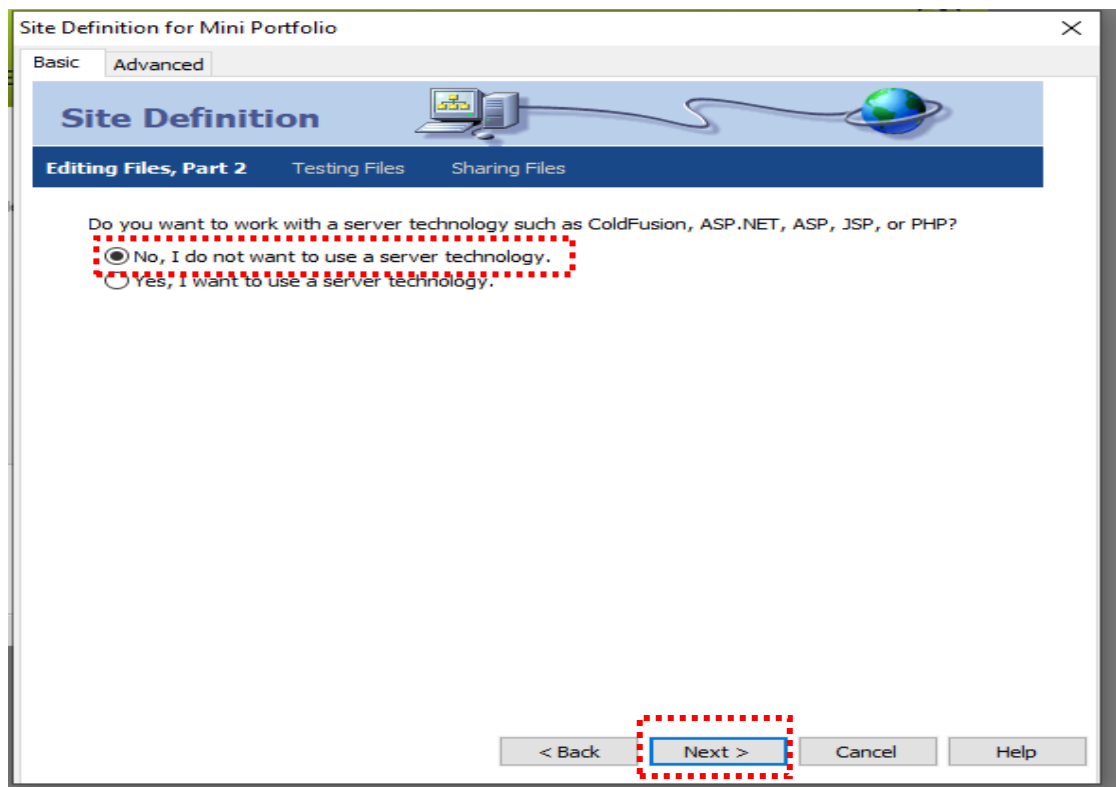 Site Definition for Mini Portfolio
Basic Advanced
Site Definition
Editing Files, Part 2 Testing Files Sharing Files
Do you want to work with a server technology such as ColdFusion, ASP.NET, ASP, JSP, or PHP?
No, I do not want to use a server technology.
Yes, I want to use a server technology.
< Back Next > Cancel Help